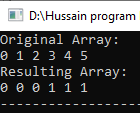 D:\Hussain program
Original Array:
0 1 2 3 4 5
Resulting Array:
0 0 0 1 1 1
--------------------